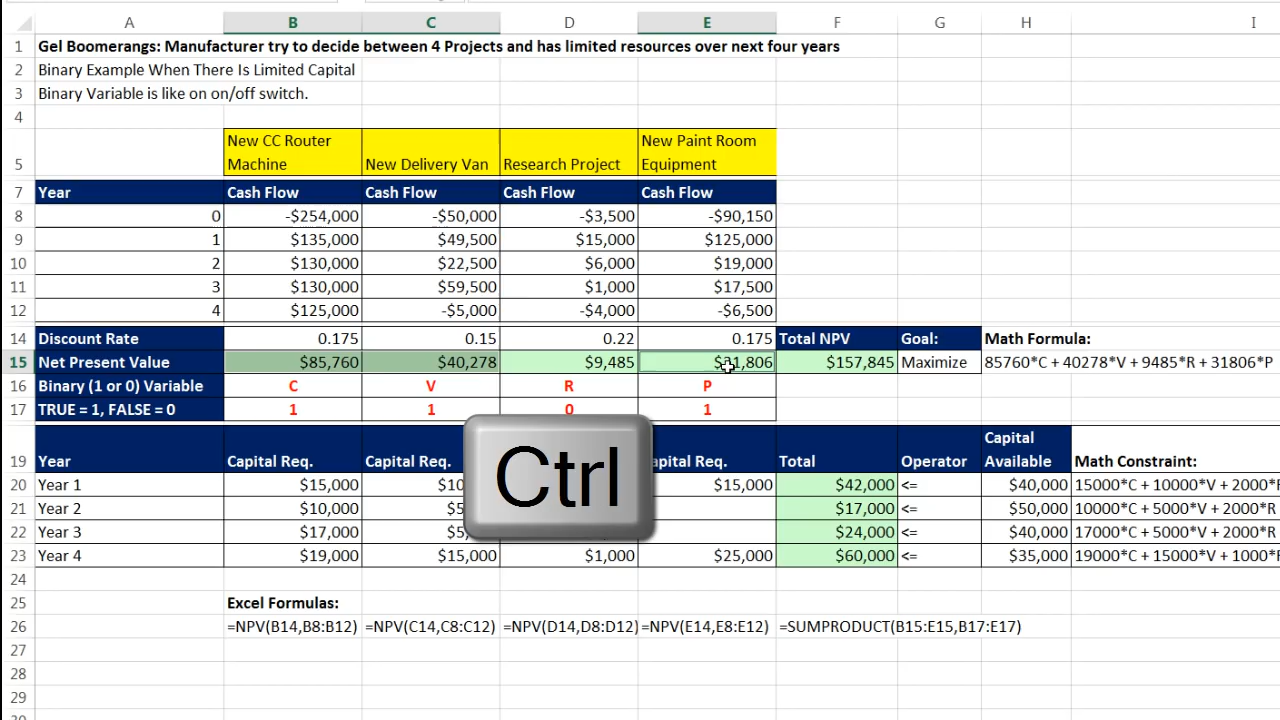 A B C D E F G H I
1 Gel Boomerangs: Manufacturer try to decide between 4 Projects and has limited resources over next four years
2 Binary Example When There Is Limited Capital
3 Binary Variable is like on on/off switch.
4
New CC Router New Paint Room
5 Machine New Delivery Van Research Project Equipment
7 Year Cash Flow Cash Flow Cash Flow Cash Flow
8 0 -$254,000 -$50,000 -$3,500 -$90,150
9 1 $135,000 $49,500 $15,000 $125,000
10 2 $130,000 $22,500 $6,000 $19,000
11 3 $130,000 $59,500 $1,000 $17,500
12 4 $125,000 -$5,000 -$4,000 -$6,500
14 Discount Rate 0.175 0.15 0.22 0.175 Total NPV Goal: Math Formula:
15 Net Present Value $85,760 $40,278 $9,485 $31,806 $157,845 Maximize 85760*C + 40278*V + 9485*R + 31806*P
16 Binary (1 or 0) Variable C V R P
17 TRUE = 1, FALSE = 0 1 1 0 1
Capital
19 Year Capital Req. Capital Req. apital Req. Total Operator Available Math Constraint:
20 Year 1 $15,000 $10 $15,000 $42,000 <= $40,000 15000*C + 10000*V + 2000*R
21 Year 2 $10,000 $5 $17,000 <= $50,000 10000*C + 5000*V + 2000*R
22 Year 3 $17,000 $5, $24,000 <= $40,000 17000*C + 5000*V + 2000*R
23 Year 4 $19,000 $15,000 $1,000 $25,000 $60,000 <= $35,000 19000*C + 15000*V + 1000*R
Ctrl
24
25 Excel Formulas:
26 =NPV(B14,B8:B12) =NPV(C14,C8:C12) =NPV(D14,D8:D12) =NPV(E14,E8:E12) =SUMPRODUCT(B15:E15,B17:E17)
27
28
29